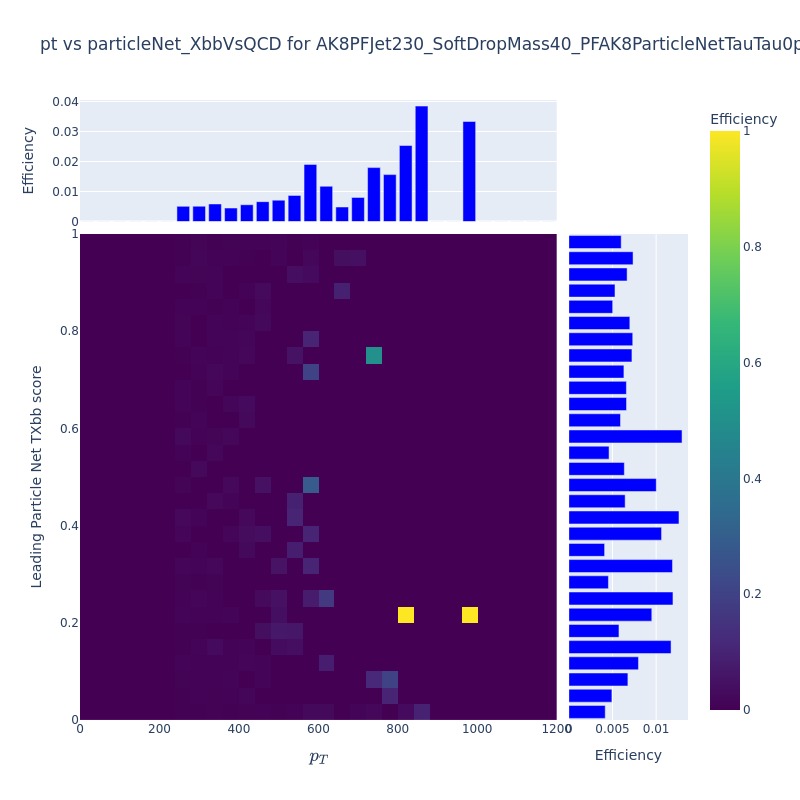 pt vs particleNet_XbbVsQCD for AK8PFJet230_SoftDropMass40_PFAK8ParticleNetTauTau0p
Efficiency
0.04
0.03
0.02
0.01
0
Efficiency
1
0.8
0.6
0.4
0.2
0
Leading Particle Net TXbb score
1
0.8
0.6
0.4
0.2
0
0 200 400 600 800 1000 1200
p_T
0 0.005 0.01
Efficiency